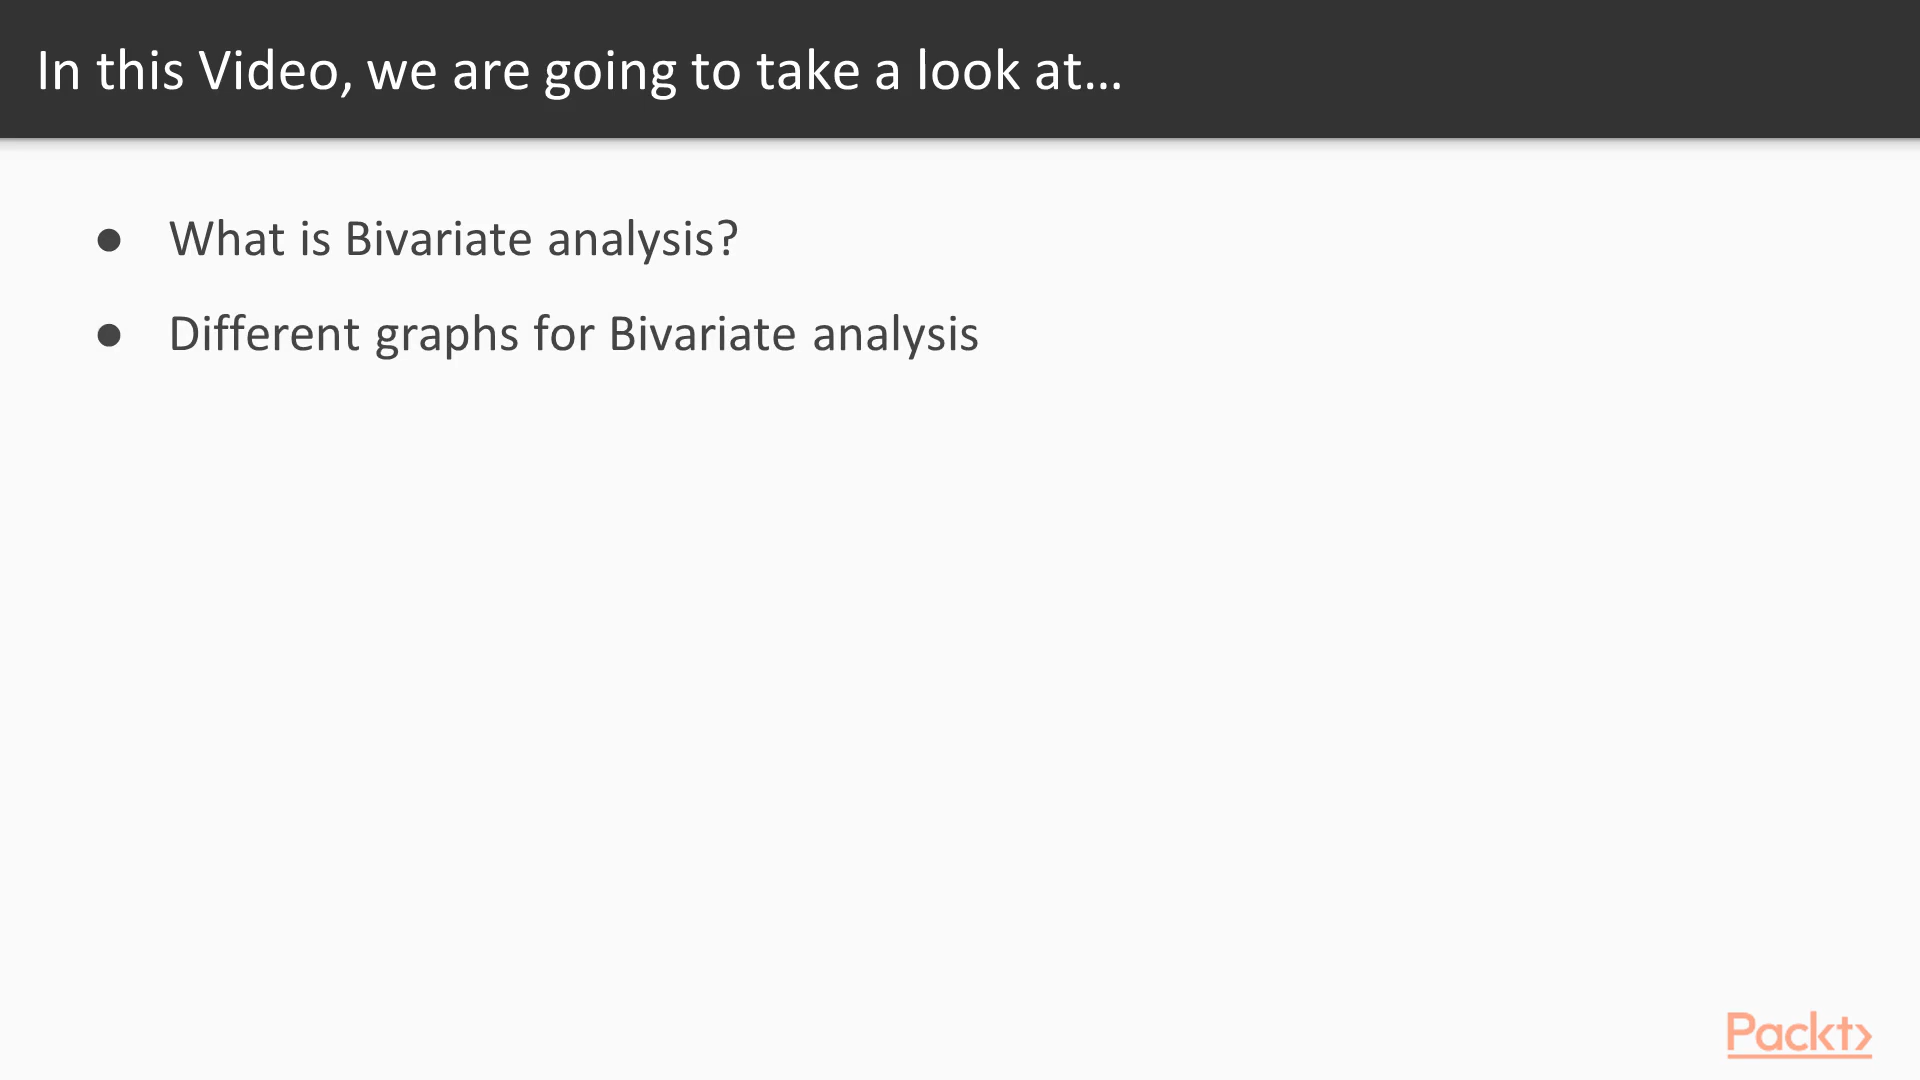 In this Video, we are going to take a look at...
● What is Bivariate analysis?
● Different graphs for Bivariate analysis
Packt>